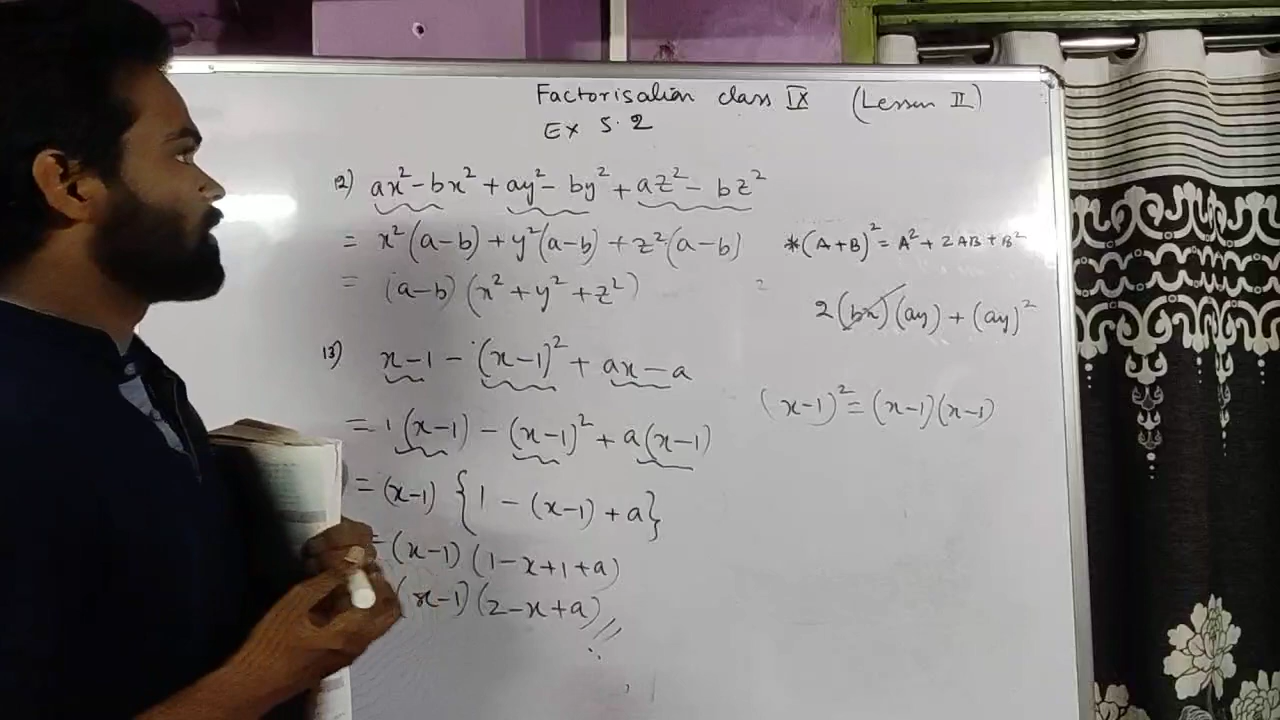 Factorisation class IX (Lesson II)
Ex 5.2
12) ax² - bx² + ay² - by² + az² - bz²
= x²(a-b) + y²(a-b) + z²(a-b)
= (a-b) (x² + y² + z²)
*(A+B)² = A² + 2AB + B²
2(bx)(ay) + (ay)²
13) x-1 - (x-1)² + ax - a
= 1(x-1) - (x-1)² + a(x-1)
(x-1)² = (x-1)(x-1)
= (x-1) {1 - (x-1) + a}
= (x-1) (1-x+1+a)
(x-1) (2-x+a)